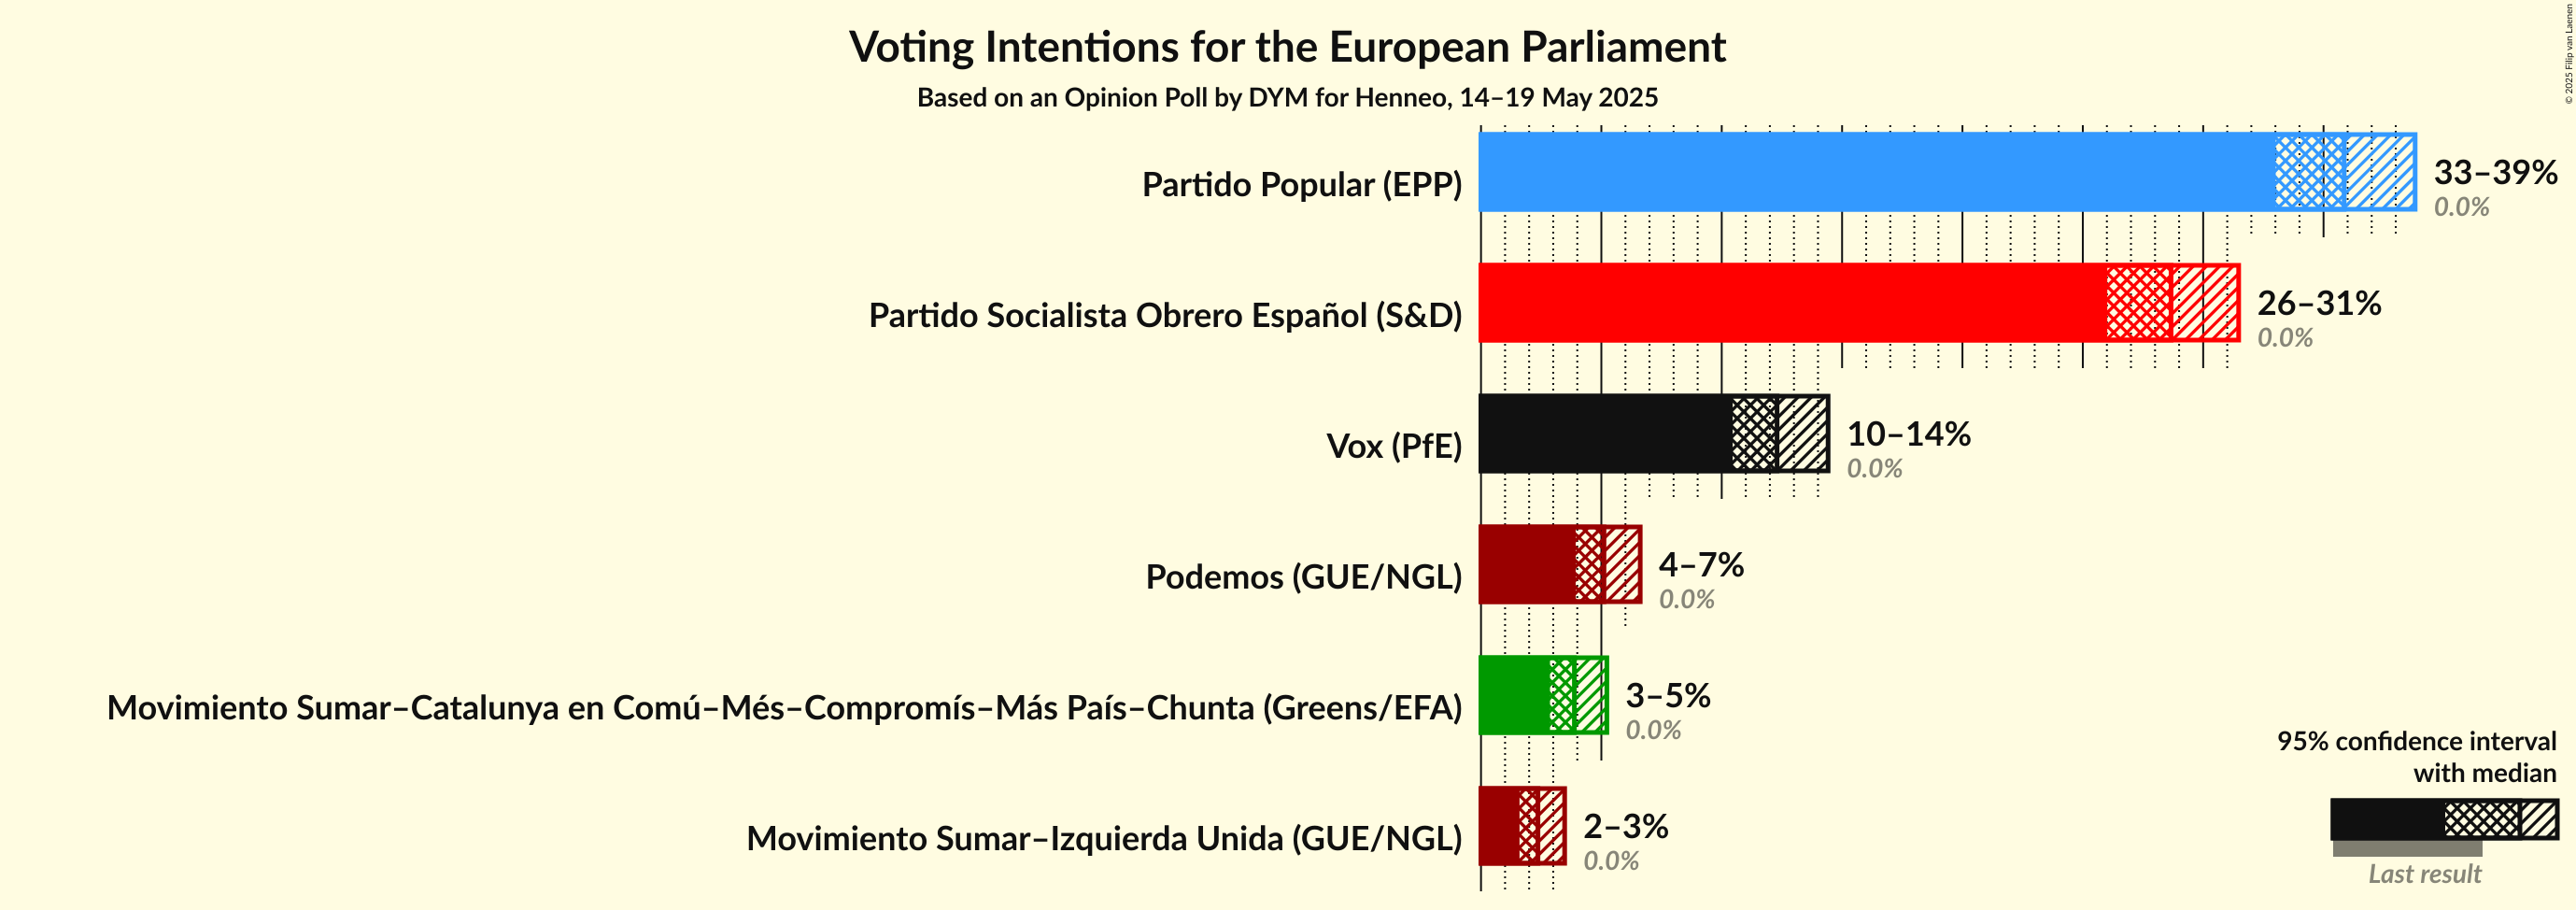 Voting Intentions for the European Parliament
Based on an Opinion Poll by DYM for Henneo, 14–19 May 2025
© 2025 Filip van Laenen
Partido Popular (EPP)
33–39%
0.0%
Partido Socialista Obrero Español (S&D)
26–31%
0.0%
Vox (PfE)
10–14%
0.0%
Podemos (GUE/NGL)
4–7%
0.0%
Movimiento Sumar–Catalunya en Comú–Més–Compromís–Más País–Chunta (Greens/EFA)
3–5%
0.0%
Movimiento Sumar–Izquierda Unida (GUE/NGL)
2–3%
0.0%
95% confidence interval
with median
Last result